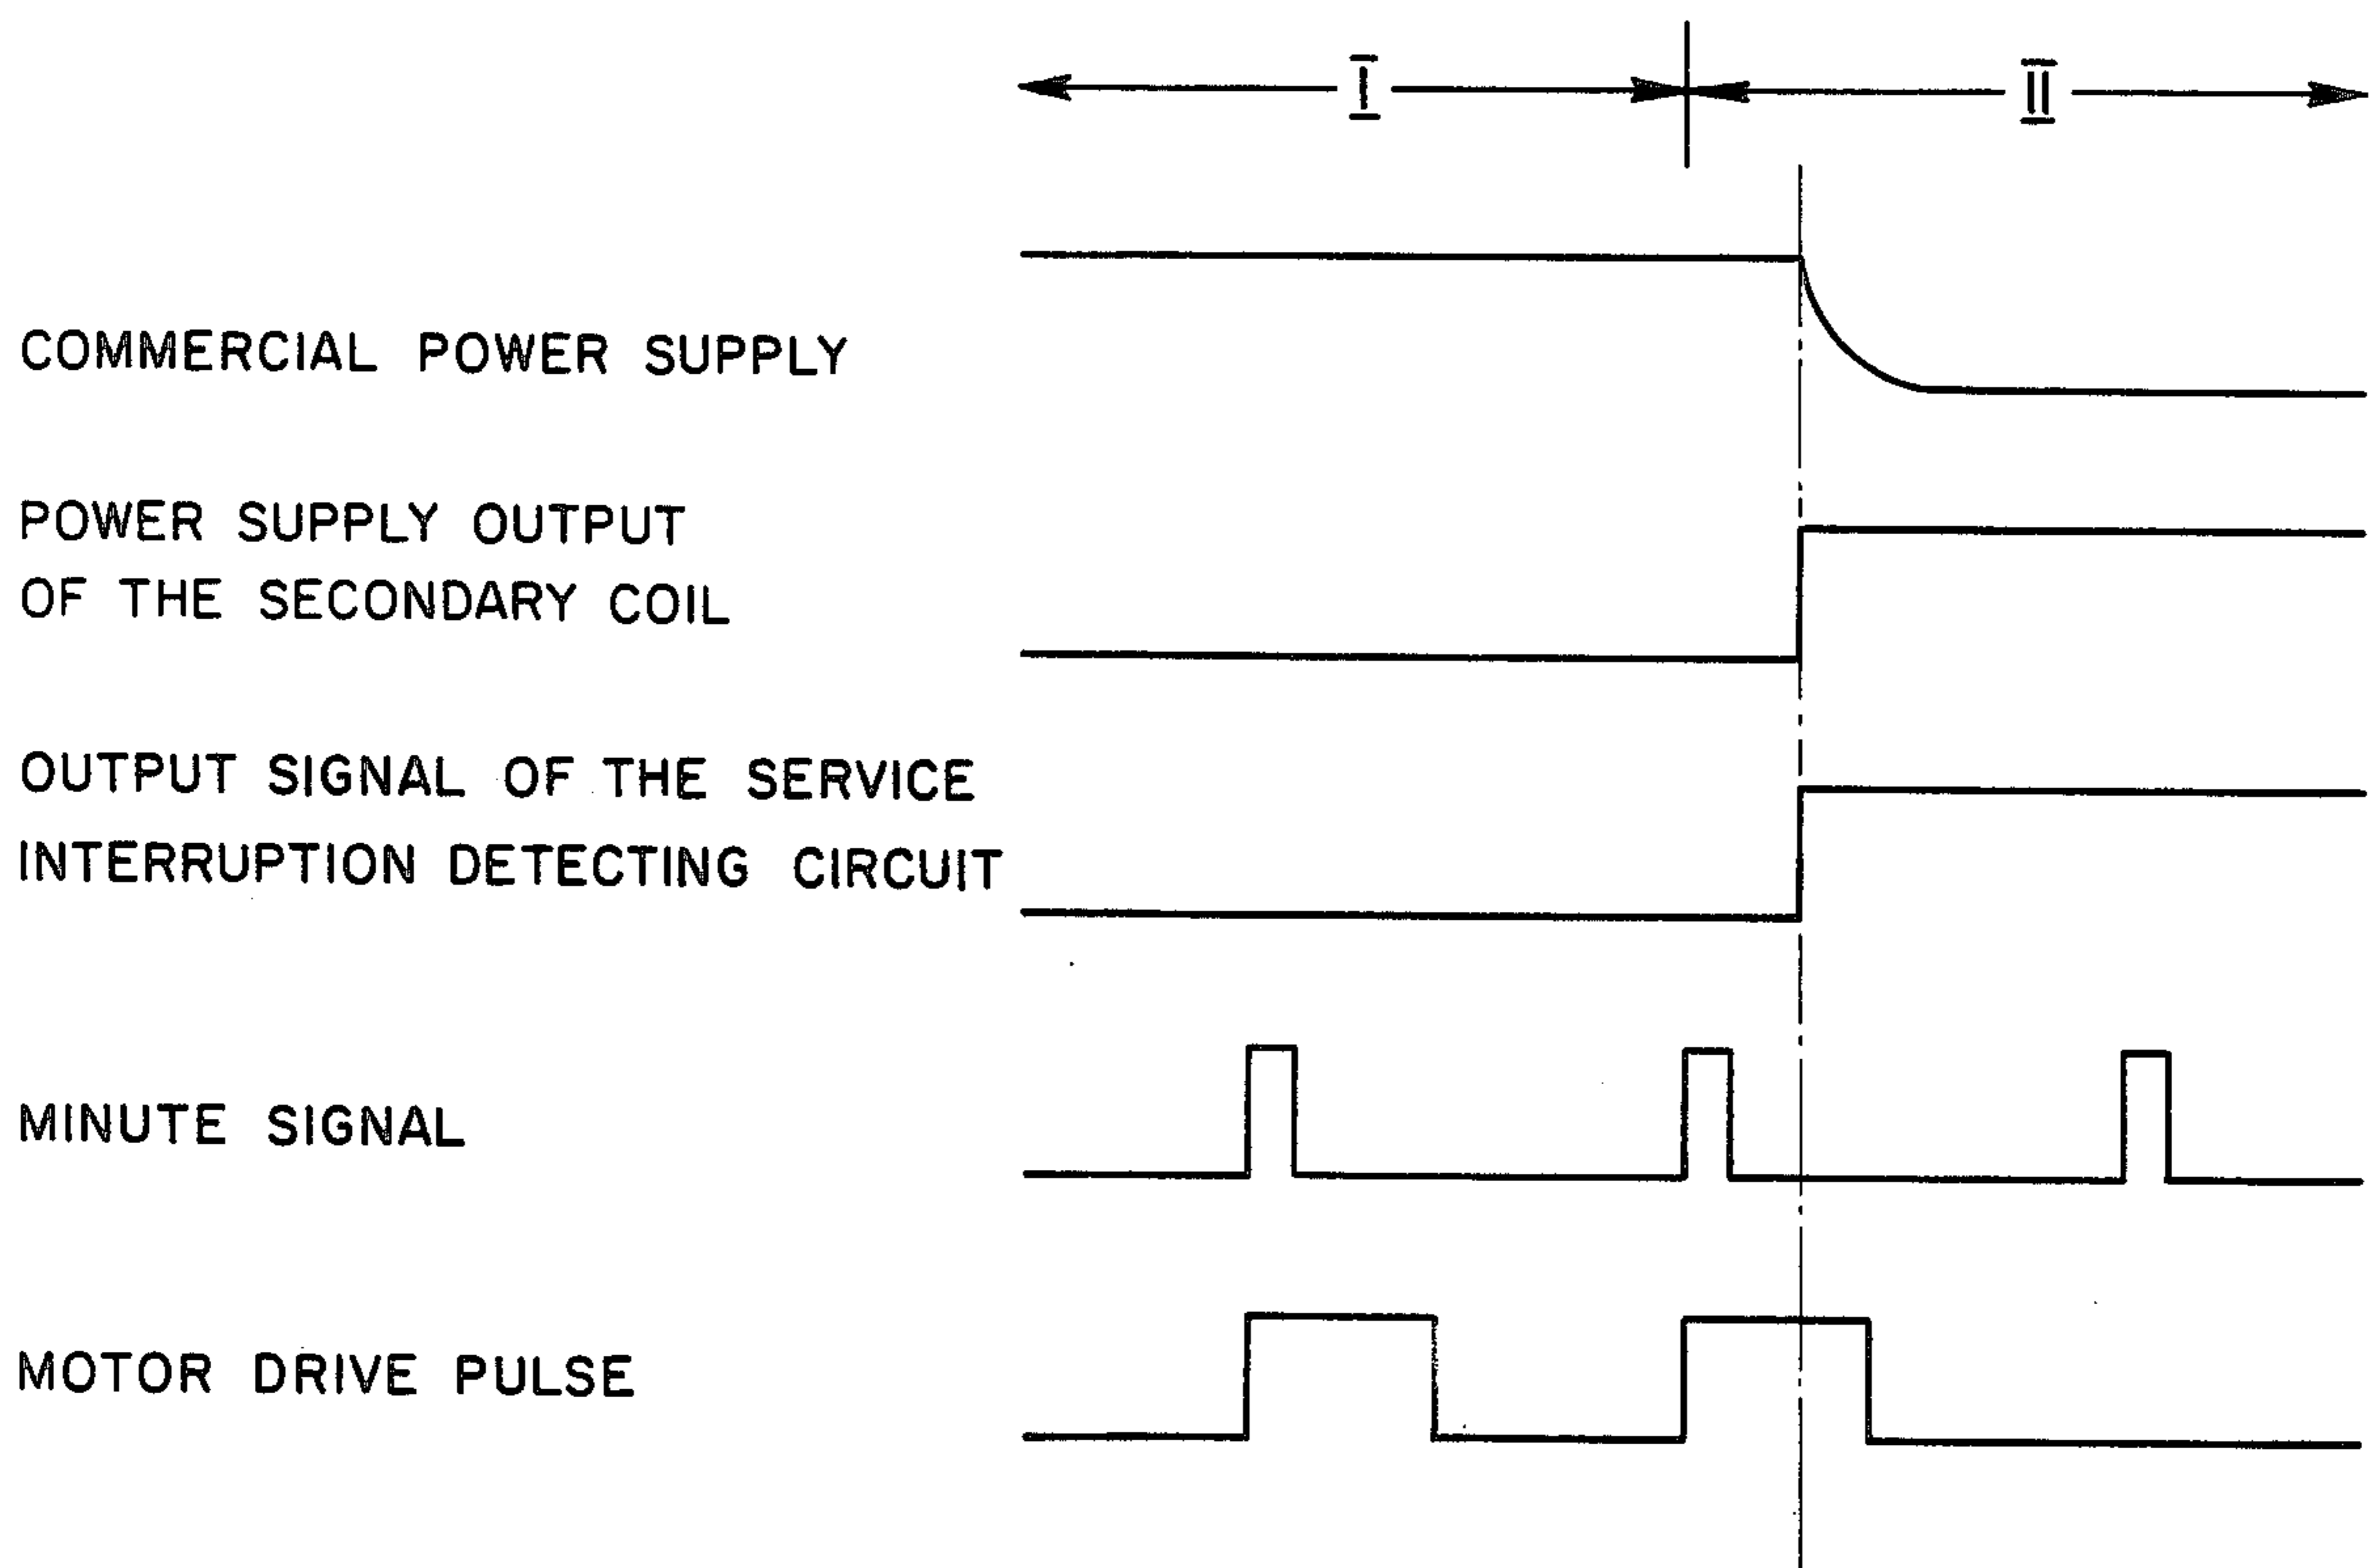 I II
COMMERCIAL POWER SUPPLY
POWER SUPPLY OUTPUT
OF THE SECONDARY COIL
OUTPUT SIGNAL OF THE SERVICE
INTERRUPTION DETECTING CIRCUIT
MINUTE SIGNAL
MOTOR DRIVE PULSE